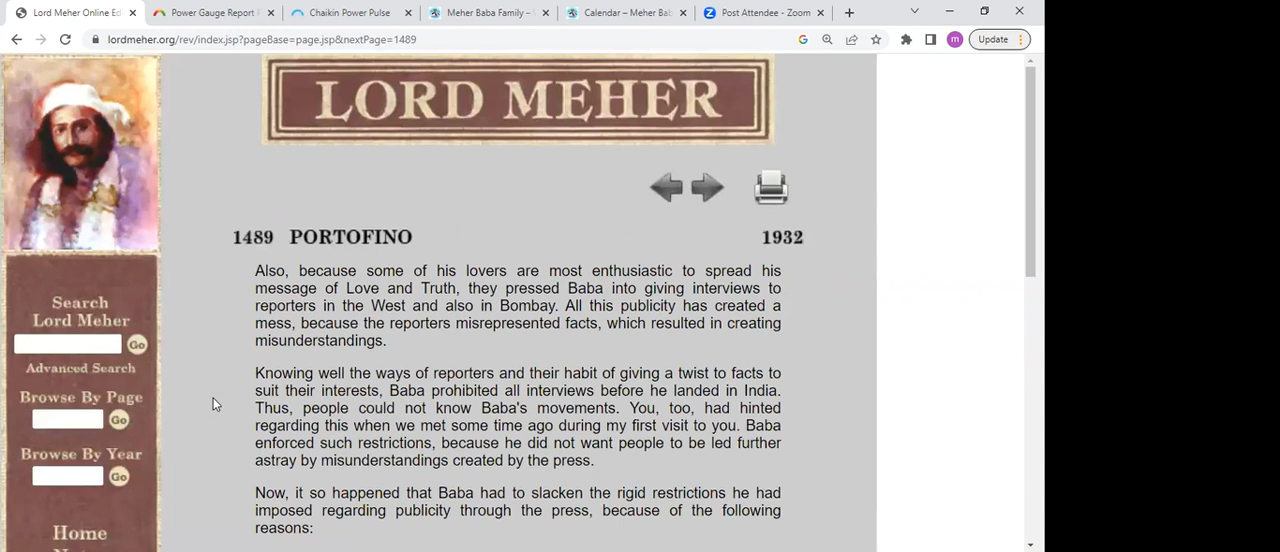 Lord Meher Online Ed
Power Gauge Report
Chaikin Power Pulse
Meher Baba Family –
Calendar – Meher Bab
Post Attendee - Zoom
lordmeher.org/rev/index.jsp?pageBase=page.jsp&nextPage=1489
G
m
Update
LORD MEHER
1489 PORTOFINO 1932
Also, because some of his lovers are most enthusiastic to spread his
message of Love and Truth, they pressed Baba into giving interviews to
reporters in the West and also in Bombay. All this publicity has created a
mess, because the reporters misrepresented facts, which resulted in creating
misunderstandings.
Knowing well the ways of reporters and their habit of giving a twist to facts to
suit their interests, Baba prohibited all interviews before he landed in India.
Thus, people could not know Baba's movements. You, too, had hinted
regarding this when we met some time ago during my first visit to you. Baba
enforced such restrictions, because he did not want people to be led further
astray by misunderstandings created by the press.
Now, it so happened that Baba had to slacken the rigid restrictions he had
imposed regarding publicity through the press, because of the following
reasons:
Search
Lord Meher
Go
Advanced Search
Browse By Page
Go
Browse By Year
Go
Home